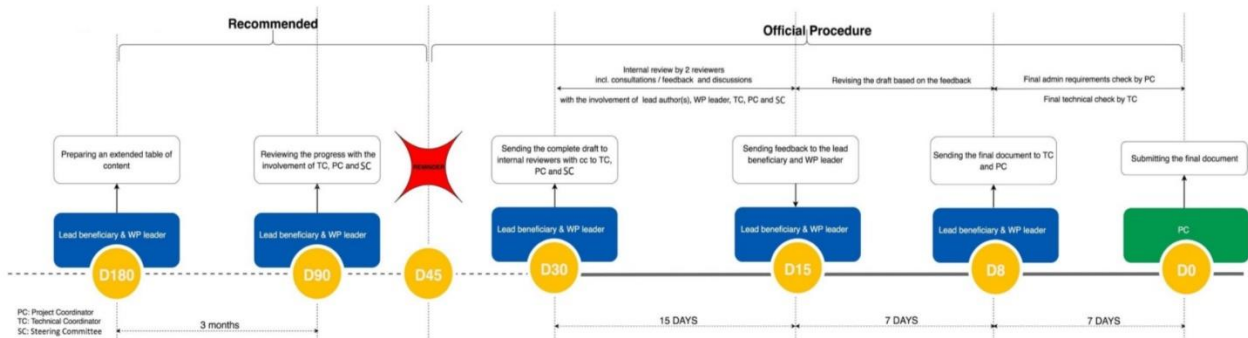 Recommended
Official Procedure
Internal review by 2 reviewers
incl. consultations / feedback and discussions
with the involvement of lead author(s), WP leader, TC, PC and SC
Revising the draft based on the feedback
Final admin requirements check by PC
Final technical check by TC
Preparing an extended table of
content
Reviewing the progress with the
involvement of TC, PC and SC
REMINDER
Sending the complete draft to
internal reviewers with cc to TC,
PC and SC
Sending feedback to the lead
beneficiary and WP leader
Sending the final document to TC
and PC
Submitting the final document
Lead beneficiary & WP leader
Lead beneficiary & WP leader
Lead beneficiary & WP leader
Lead beneficiary & WP leader
Lead beneficiary & WP leader
PC
D180
D90
D45
D30
D15
D8
D0
PC: Project Coordinator
TC: Technical Coordinator
SC: Steering Committee
3 months
15 DAYS
7 DAYS
7 DAYS